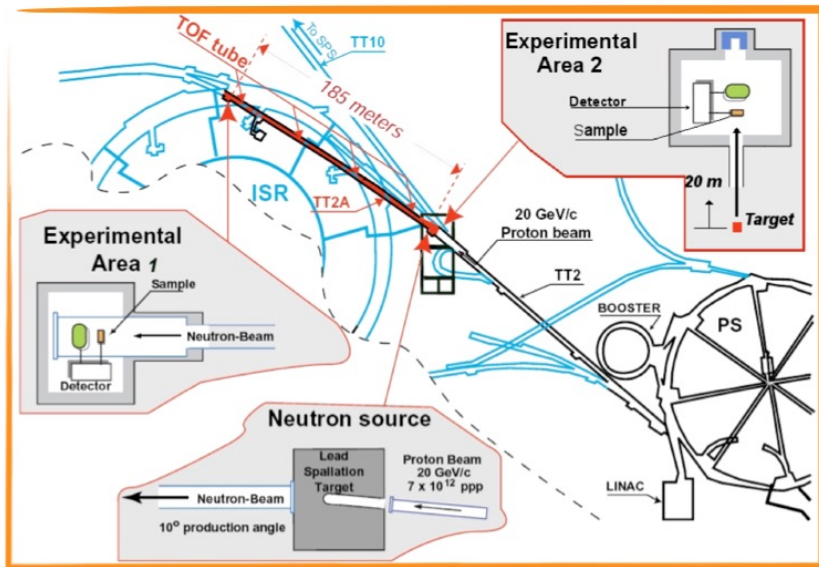 To SPS
TT10
TOF tube
185 meters
ISR
TT2A
20 GeV/c
Proton beam
TT2
BOOSTER
PS
LINAC
Experimental
Area 2
Detector
Sample
20 m
Target
Experimental
Area 1
Sample
Neutron-Beam
Detector
Neutron source
Lead
Spallation
Target
Proton Beam
20 GeV/c
7 x 10¹² ppp
Neutron-Beam
10º production angle